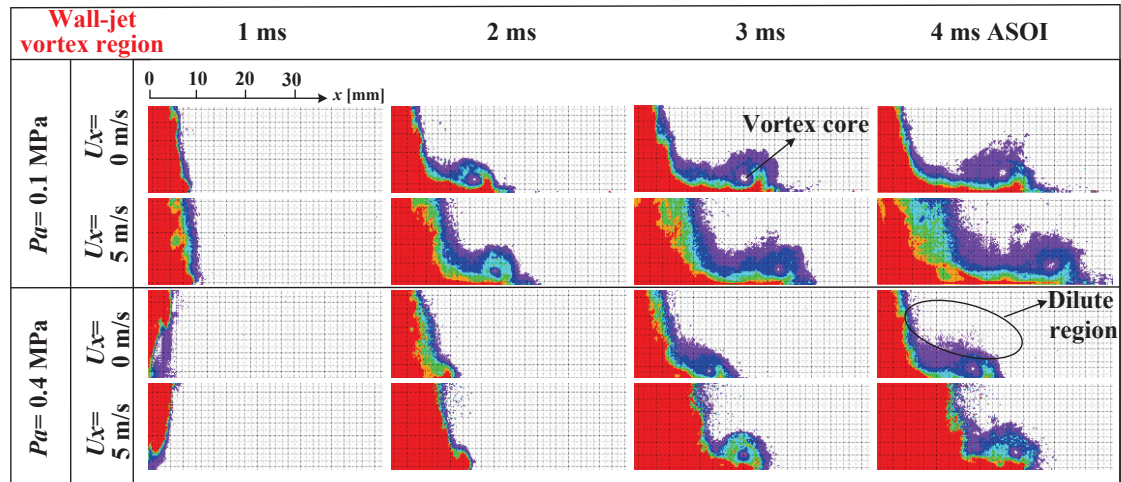 Wall-jet
vortex region
1 ms
2 ms
3 ms
4 ms ASOI
0
10
20
30
x [mm]
Pa= 0.1 MPa
Ux=
0 m/s
Vortex core
Ux=
5 m/s
Pa= 0.4 MPa
Ux=
0 m/s
Dilute
region
Ux=
5 m/s